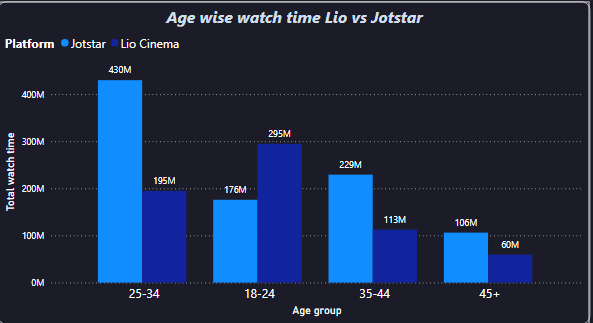 Age wise watch time Lio vs Jotstar
Platform Jotstar Lio Cinema
Total watch time
400M
300M
200M
100M
0M
430M
195M
176M
295M
229M
113M
106M
60M
25-34 18-24 35-44 45+
Age group